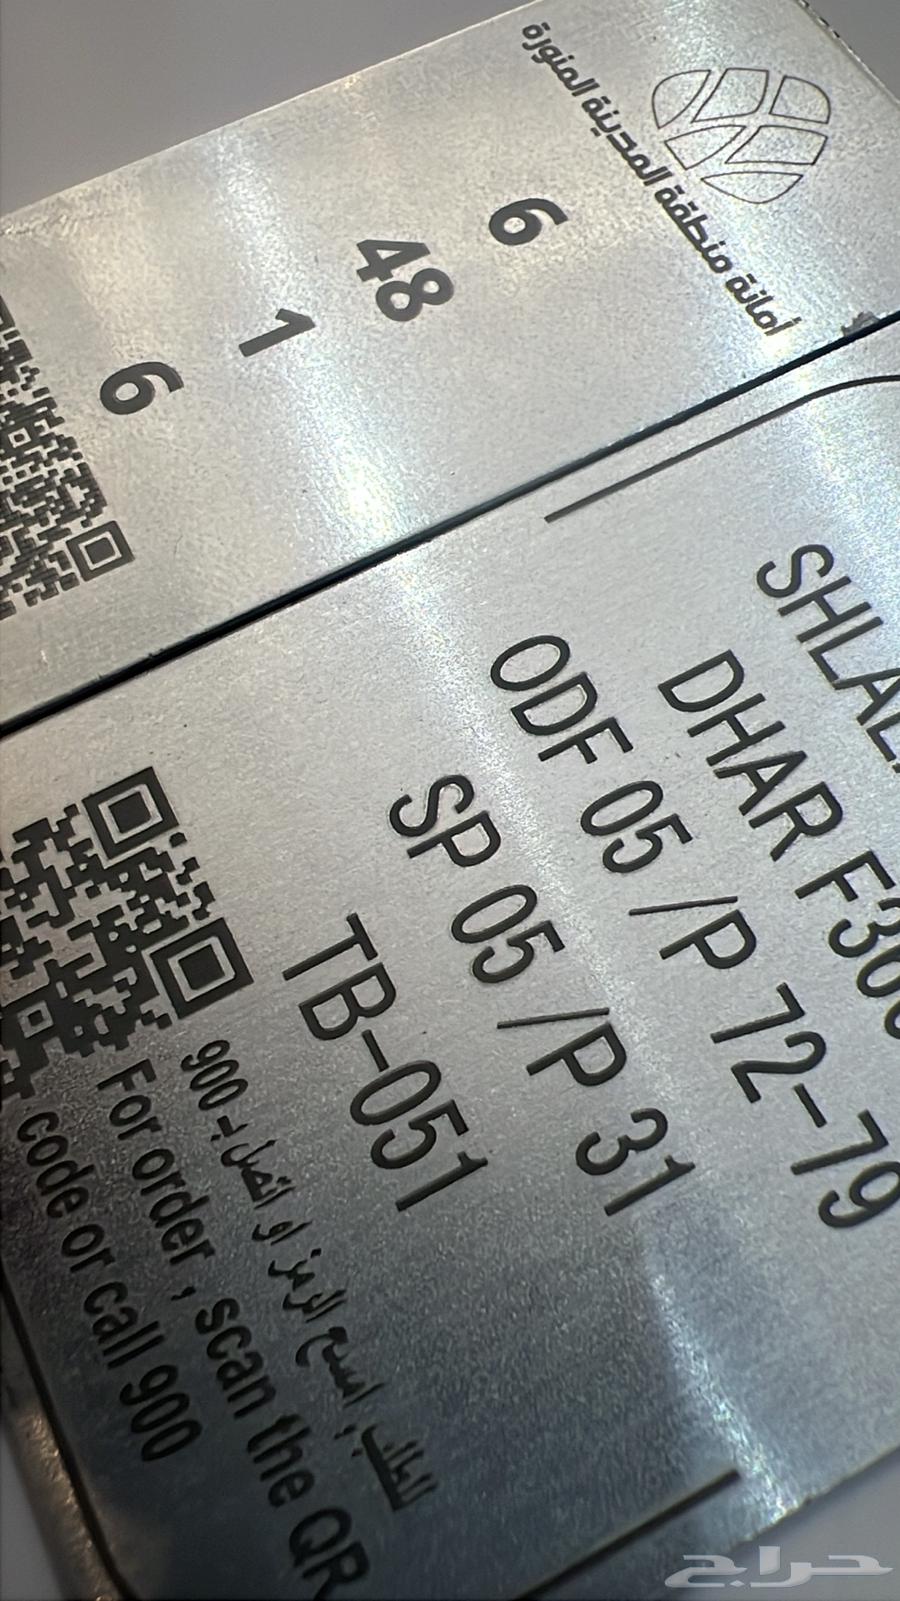 أمانة منطقة المدينة المنورة
6
48
1
6
DHAR
ODF 05 /P 72-79
SP 05 /P 31
TB-051
للطلب امسح الرمز او اتصل بـ 900
For order , scan the QR
code or call 900
حراج